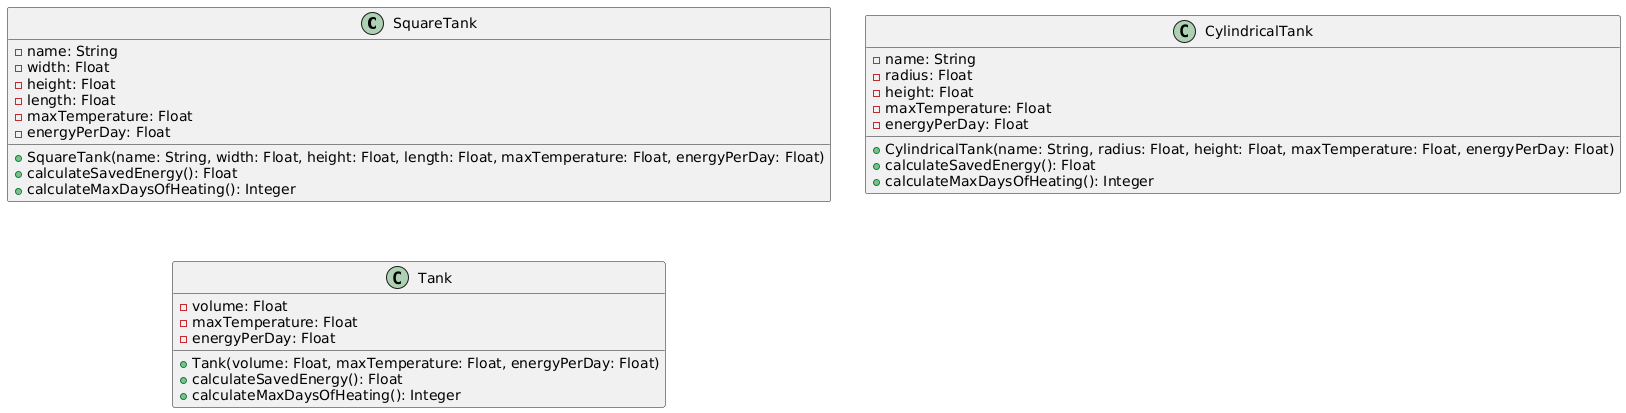 C SquareTank
name: String
width: Float
height: Float
length: Float
maxTemperature: Float
energyPerDay: Float
SquareTank(name: String, width: Float, height: Float, length: Float, maxTemperature: Float, energyPerDay: Float)
calculateSavedEnergy(): Float
calculateMaxDaysOfHeating(): Integer
C CylindricalTank
name: String
radius: Float
height: Float
maxTemperature: Float
energyPerDay: Float
CylindricalTank(name: String, radius: Float, height: Float, maxTemperature: Float, energyPerDay: Float)
calculateSavedEnergy(): Float
calculateMaxDaysOfHeating(): Integer
C Tank
volume: Float
maxTemperature: Float
energyPerDay: Float
Tank(volume: Float, maxTemperature: Float, energyPerDay: Float)
calculateSavedEnergy(): Float
calculateMaxDaysOfHeating(): Integer